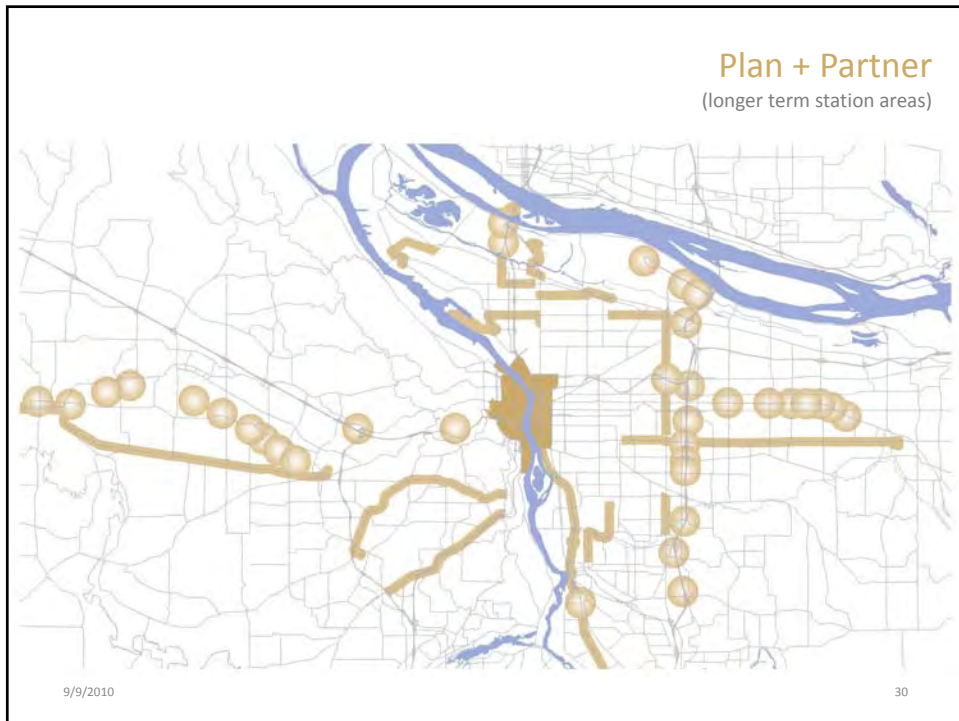 Plan + Partner
(longer term station areas)
9/9/2010
30